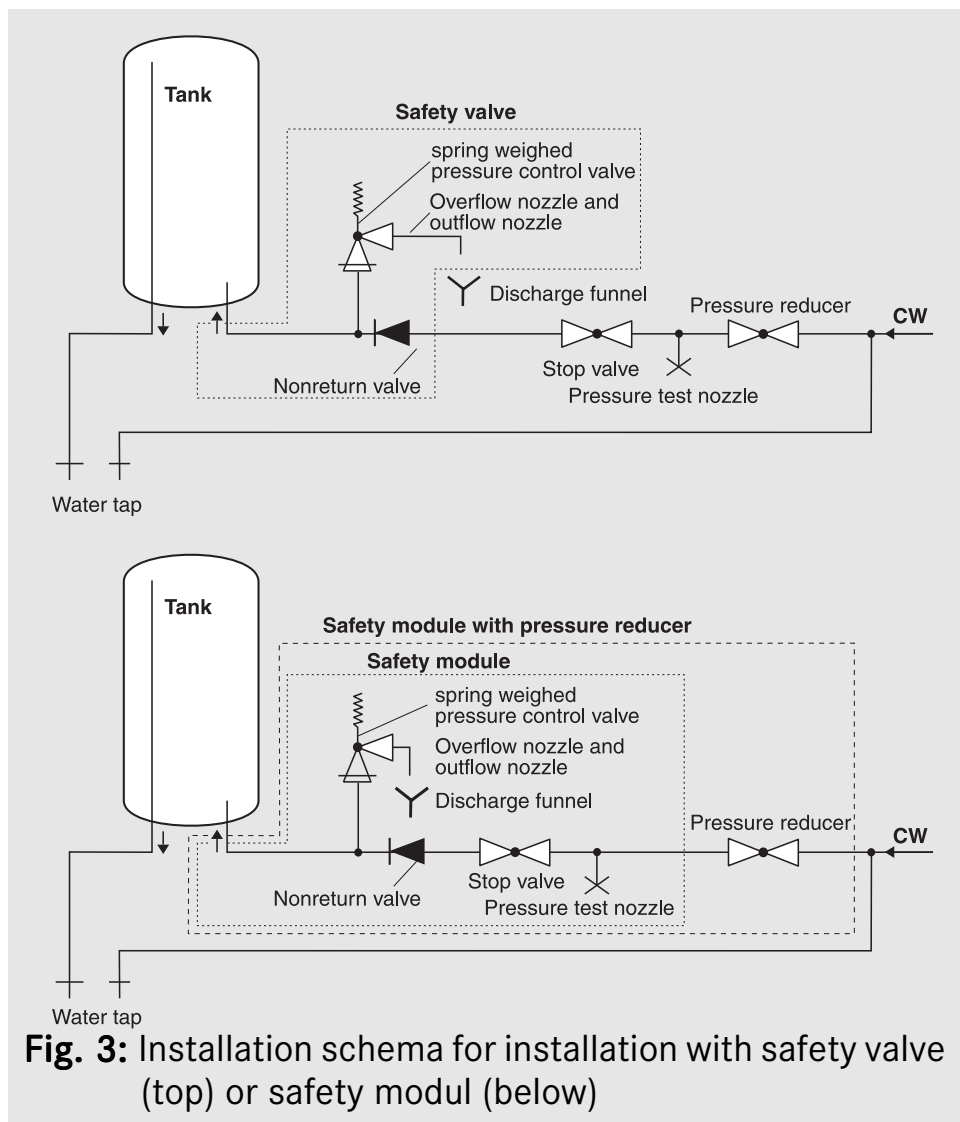 Tank
Safety valve
spring weighed
pressure control valve
Overflow nozzle and
outflow nozzle
Discharge funnel
Pressure reducer
CW
Nonreturn valve
Stop valve
Pressure test nozzle
Water tap
Tank
Safety module with pressure reducer
Safety module
spring weighed
pressure control valve
Overflow nozzle and
outflow nozzle
Discharge funnel
Pressure reducer
CW
Nonreturn valve
Stop valve
Pressure test nozzle
Water tap
Fig. 3: Installation schema for installation with safety valve
(top) or safety modul (below)